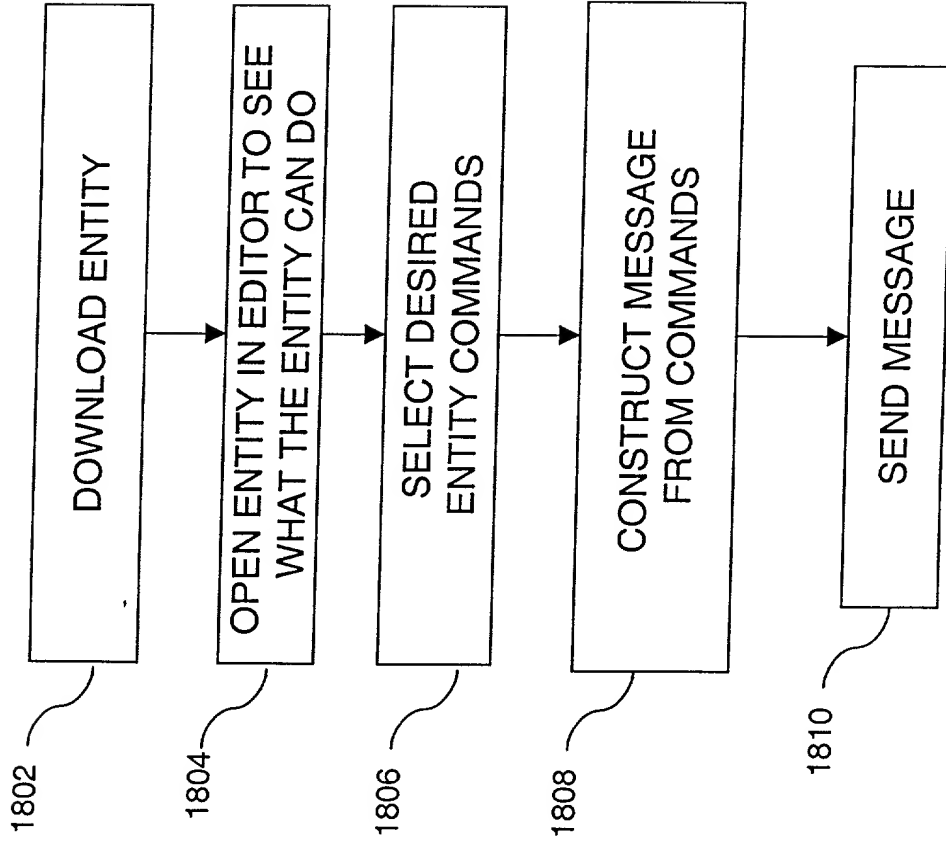 1802
DOWNLOAD ENTITY
1804
OPEN ENTITY IN EDITOR TO SEE
WHAT THE ENTITY CAN DO
1806
SELECT DESIRED
ENTITY COMMANDS
1808
CONSTRUCT MESSAGE
FROM COMMANDS
1810
SEND MESSAGE